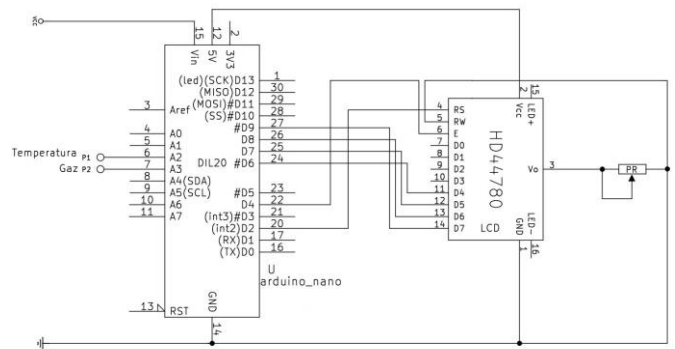 Vcc
15
12
2
Vin
5V
3V3
(led)(SCK)D13
1
(MISO)D12
30
(MOSI)#D11
29
(SS)#D10
28
#D9
27
D8
26
D7
25
DIL20 #D6
24
#D5
23
D4
22
(int3)#D3
21
(int2)D2
20
(RX)D1
17
(TX)D0
16
3
Aref
4
A0
5
A1
Temperatura P1
6
A2
Gaz P2
7
A3
8
A4(SDA)
9
A5(SCL)
10
A6
11
A7
13
RST
GND
14
U
arduino_nano
2
15
Vcc
LED+
4
RS
5
RW
6
E
7
D0
8
D1
9
D2
10
D3
11
D4
12
D5
13
D6
14
D7
HD44780
LCD
Vo
3
PR
GND
LED-
1
16